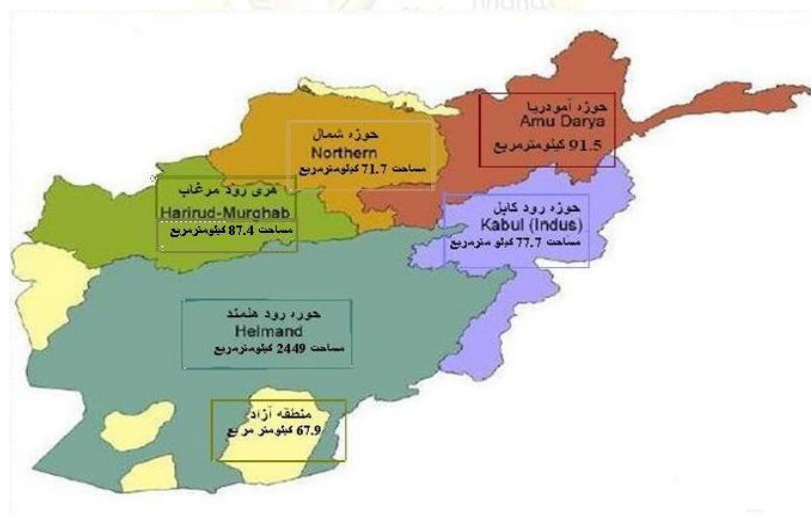 حوزه آمودریا
Amu Darya
91.5 کیلومترمربع
حوزه شمال
Northern
مساحت 71.7 کیلومترمربع
هری رود مرغاب
Harirud-Murghab
مساحت 87.4 کیلومترمربع
حوزه رود کابل
Kabul (Indus)
مساحت 77.7 کیلو مترمربع
حوزه رود هلمند
Helmand
مساحت 2449 کیلومترمربع
منطقه آزاد
67.9 کیلومتر مربع